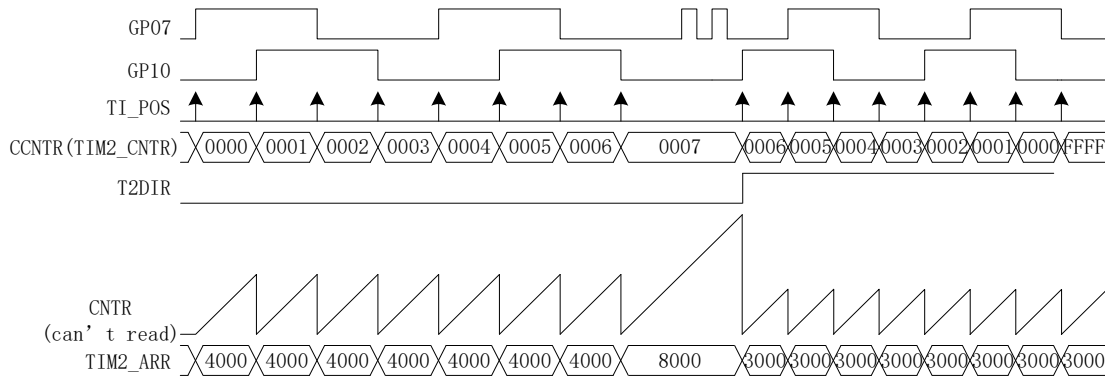 GP07
GP10
TI_POS
CCNTR(TIM2_CNTR) 0000 0001 0002 0003 0004 0005 0006 0007 0006 0005 0004 0003 0002 0001 0000 FFFF
T2DIR
CNTR
(can't read)
TIM2_ARR 4000 4000 4000 4000 4000 4000 4000 8000 3000 3000 3000 3000 3000 3000 3000 3000